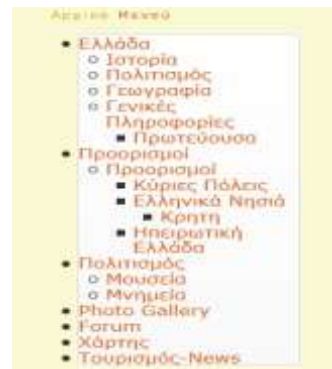 Αρχικό Μενού
Ελλάδα
Ιστορία
Πολιτισμός
Γεωγραφία
Γενικές
Πληροφορίες
Πρωτεύουσα
Προορισμοί
Προορισμοί
Κύριες Πόλεις
Ελληνικά Νησιά
Κρητη
Ηπειρωτική
Ελλάδα
Πολιτισμός
Μουσεία
Μνημεία
Photo Gallery
Forum
Χάρτης
Τουρισμός-News